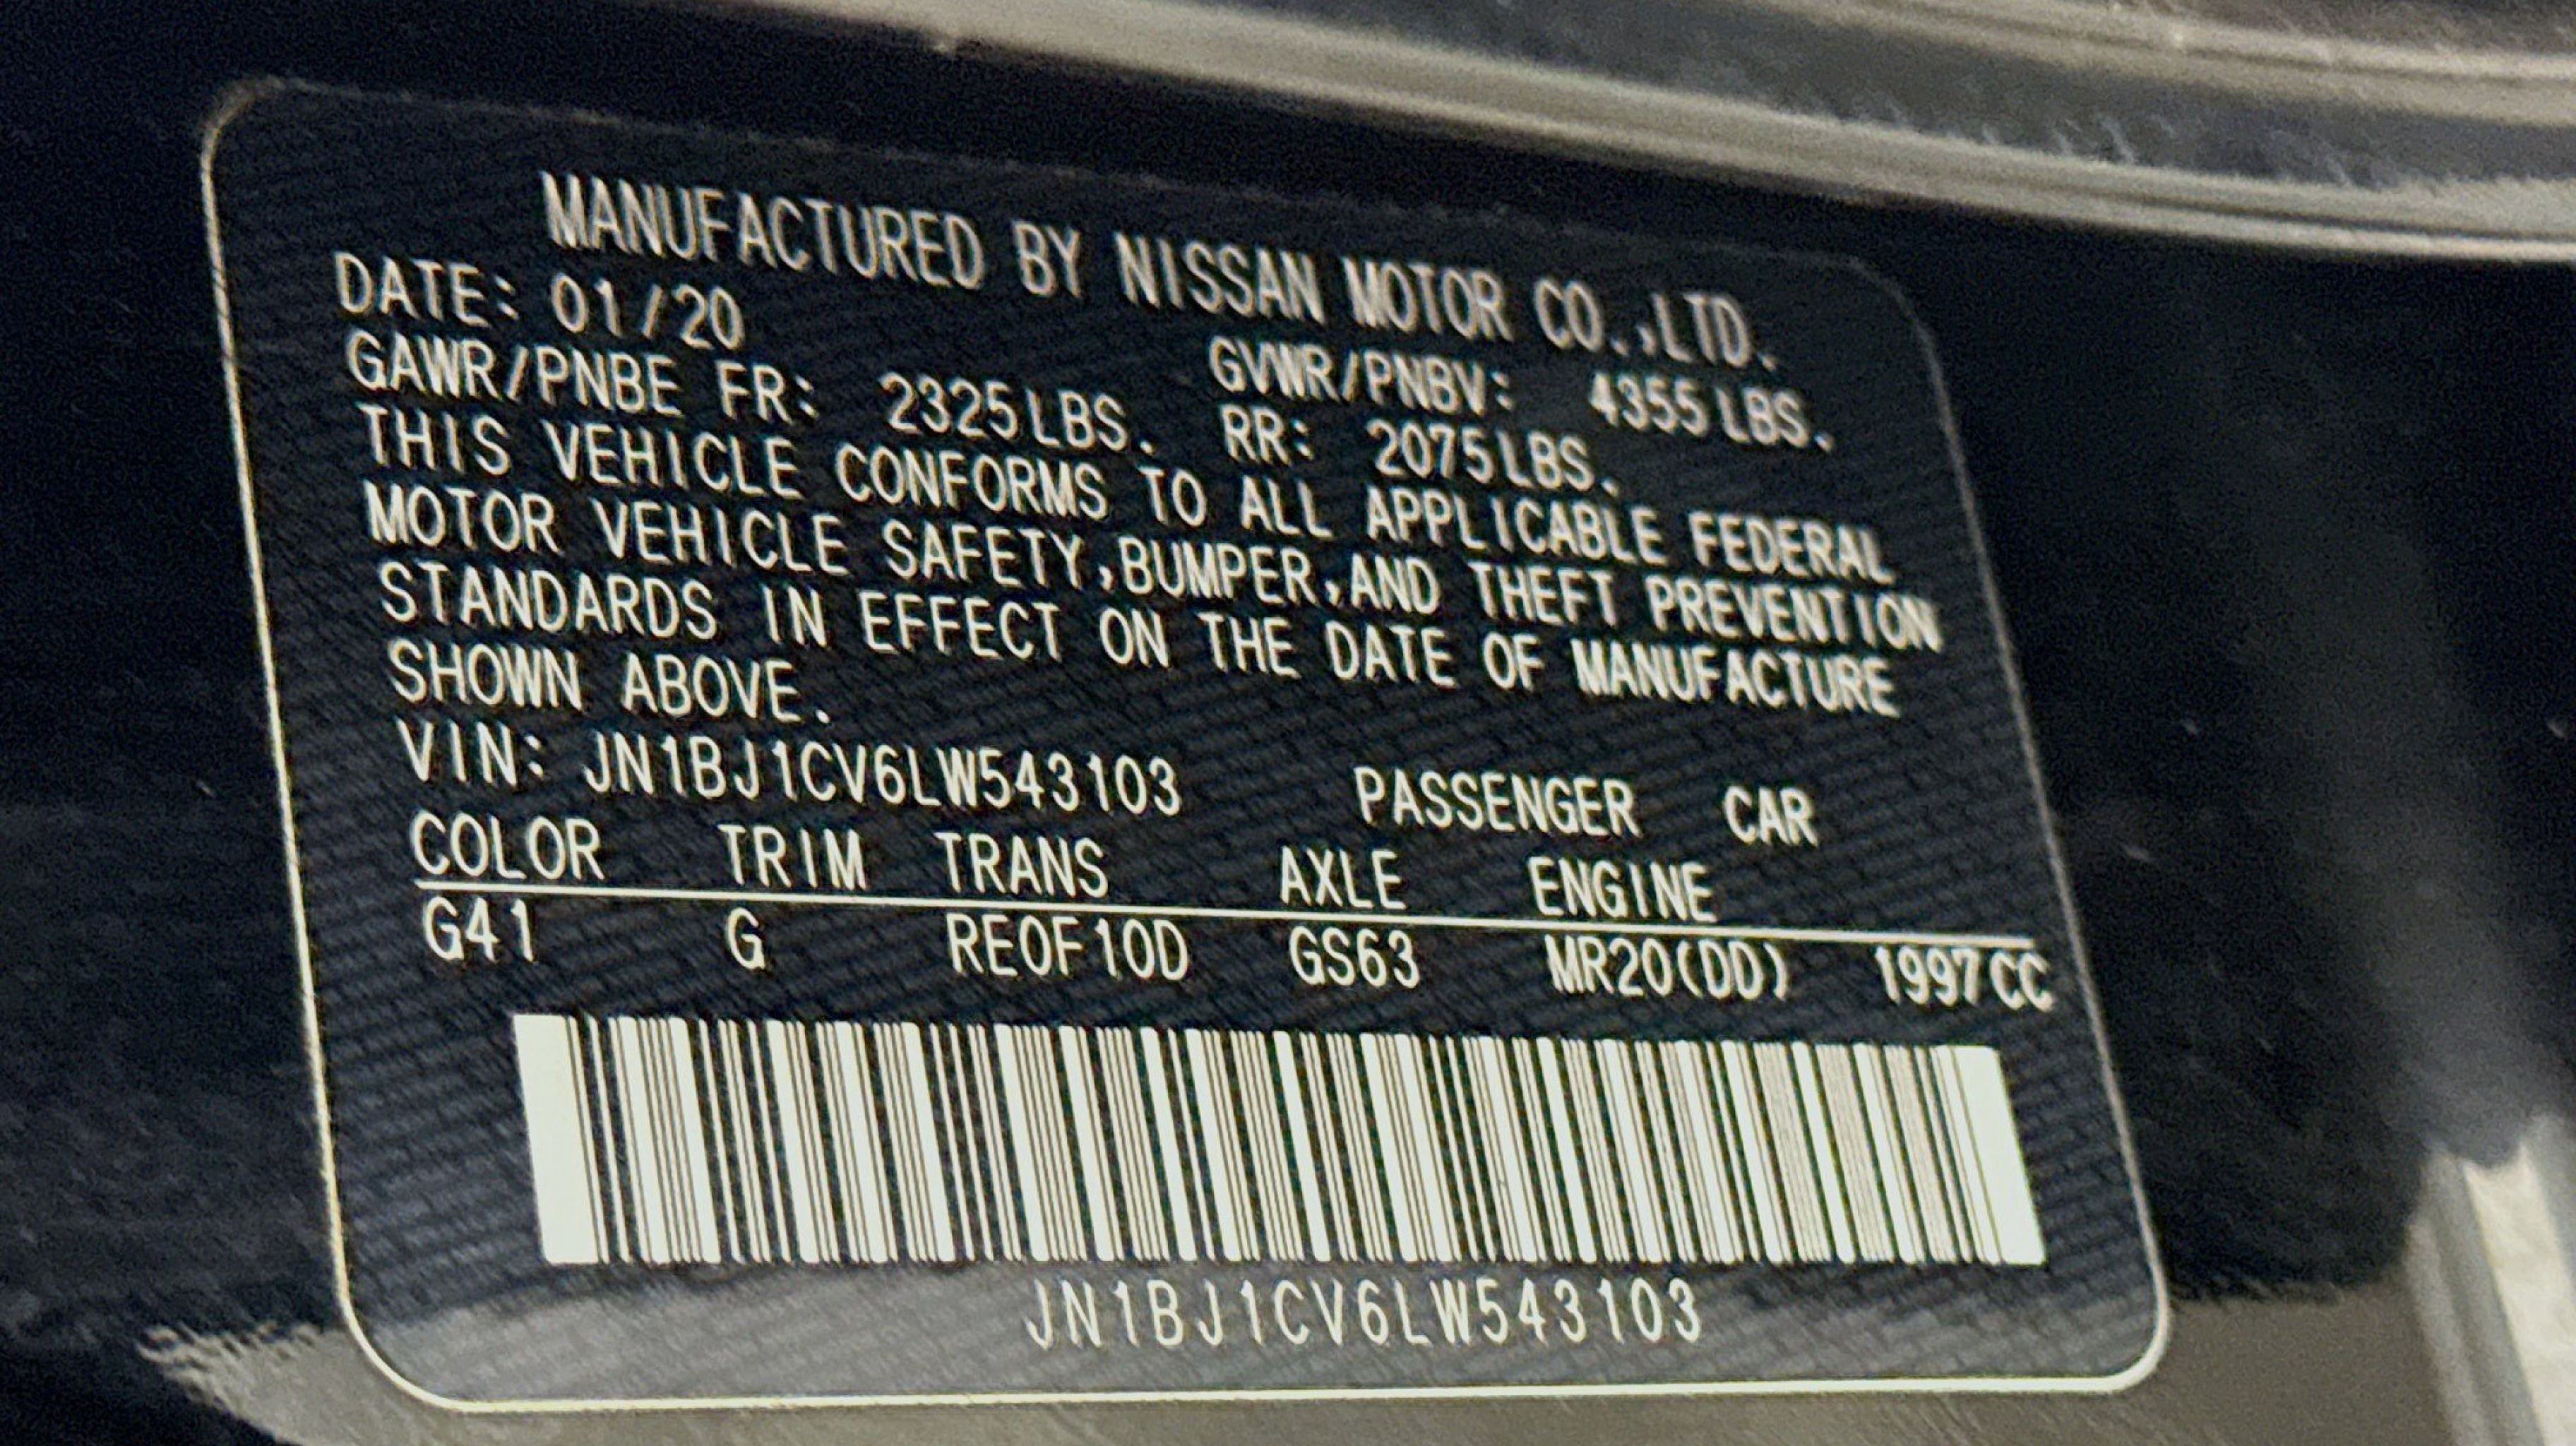 MANUFACTURED BY NISSAN MOTOR CO.,LTD.
DATE: 01/20 GVWR/PNBV: 4355LBS.
GAWR/PNBE FR: 2325LBS. RR: 2075LBS.
THIS VEHICLE CONFORMS TO ALL APPLICABLE FEDERAL
MOTOR VEHICLE SAFETY,BUMPER,AND THEFT PREVENTION
STANDARDS IN EFFECT ON THE DATE OF MANUFACTURE
SHOWN ABOVE.
VIN: JN1BJ1CV6LW543103 PASSENGER CAR
COLOR TRIM TRANS AXLE ENGINE
G41 G RE0F10D GS63 MR20(DD) 1997CC
JN1BJ1CV6LW543103